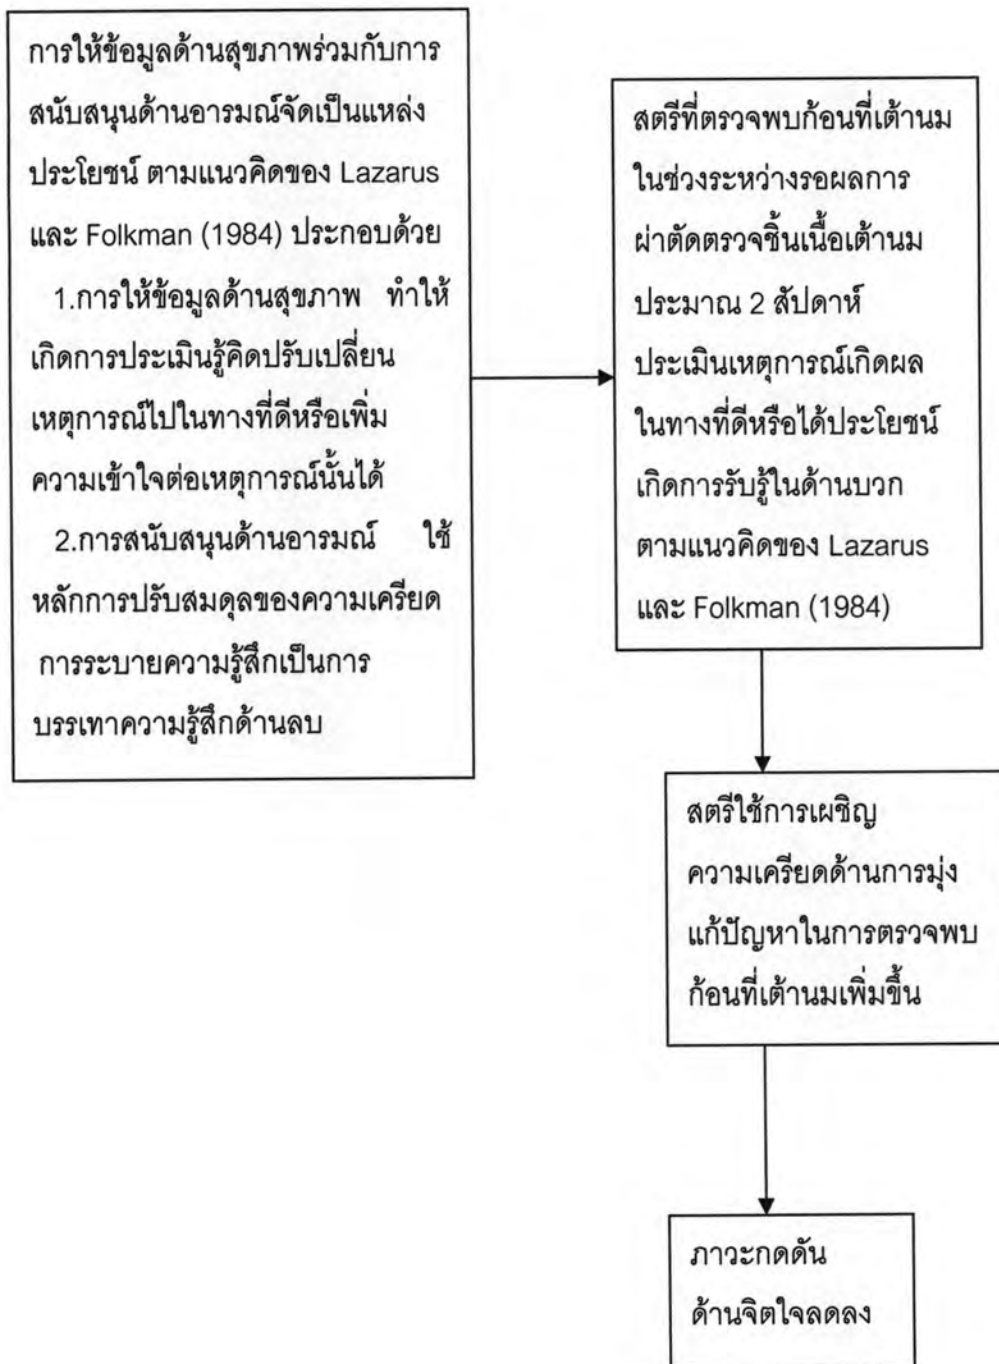 การให้ข้อมูลด้านสุขภาพร่วมกับการ
สนับสนุนด้านอารมณ์จัดเป็นแหล่ง
ประโยชน์ ตามแนวคิดของ Lazarus
และ Folkman (1984) ประกอบด้วย
1.การให้ข้อมูลด้านสุขภาพ ทำให้
เกิดการประเมินรู้คิดปรับเปลี่ยน
เหตุการณ์ไปในทางที่ดีหรือเพิ่ม
ความเข้าใจต่อเหตุการณ์นั้นได้
2.การสนับสนุนด้านอารมณ์ ใช้
หลักการปรับสมดุลของความเครียด
การระบายความรู้สึกเป็นการ
บรรเทาความรู้สึกด้านลบ
สตรีที่ตรวจพบก้อนที่เต้านม
ในช่วงระหว่างรอผลการ
ผ่าตัดตรวจชิ้นเนื้อเต้านม
ประมาณ 2 สัปดาห์
ประเมินเหตุการณ์เกิดผล
ในทางที่ดีหรือได้ประโยชน์
เกิดการรับรู้ในด้านบวก
ตามแนวคิดของ Lazarus
และ Folkman (1984)
สตรีใช้การเผชิญ
ความเครียดด้านการมุ่ง
แก้ปัญหาในการตรวจพบ
ก้อนที่เต้านมเพิ่มขึ้น
ภาวะกดดัน
ด้านจิตใจลดลง